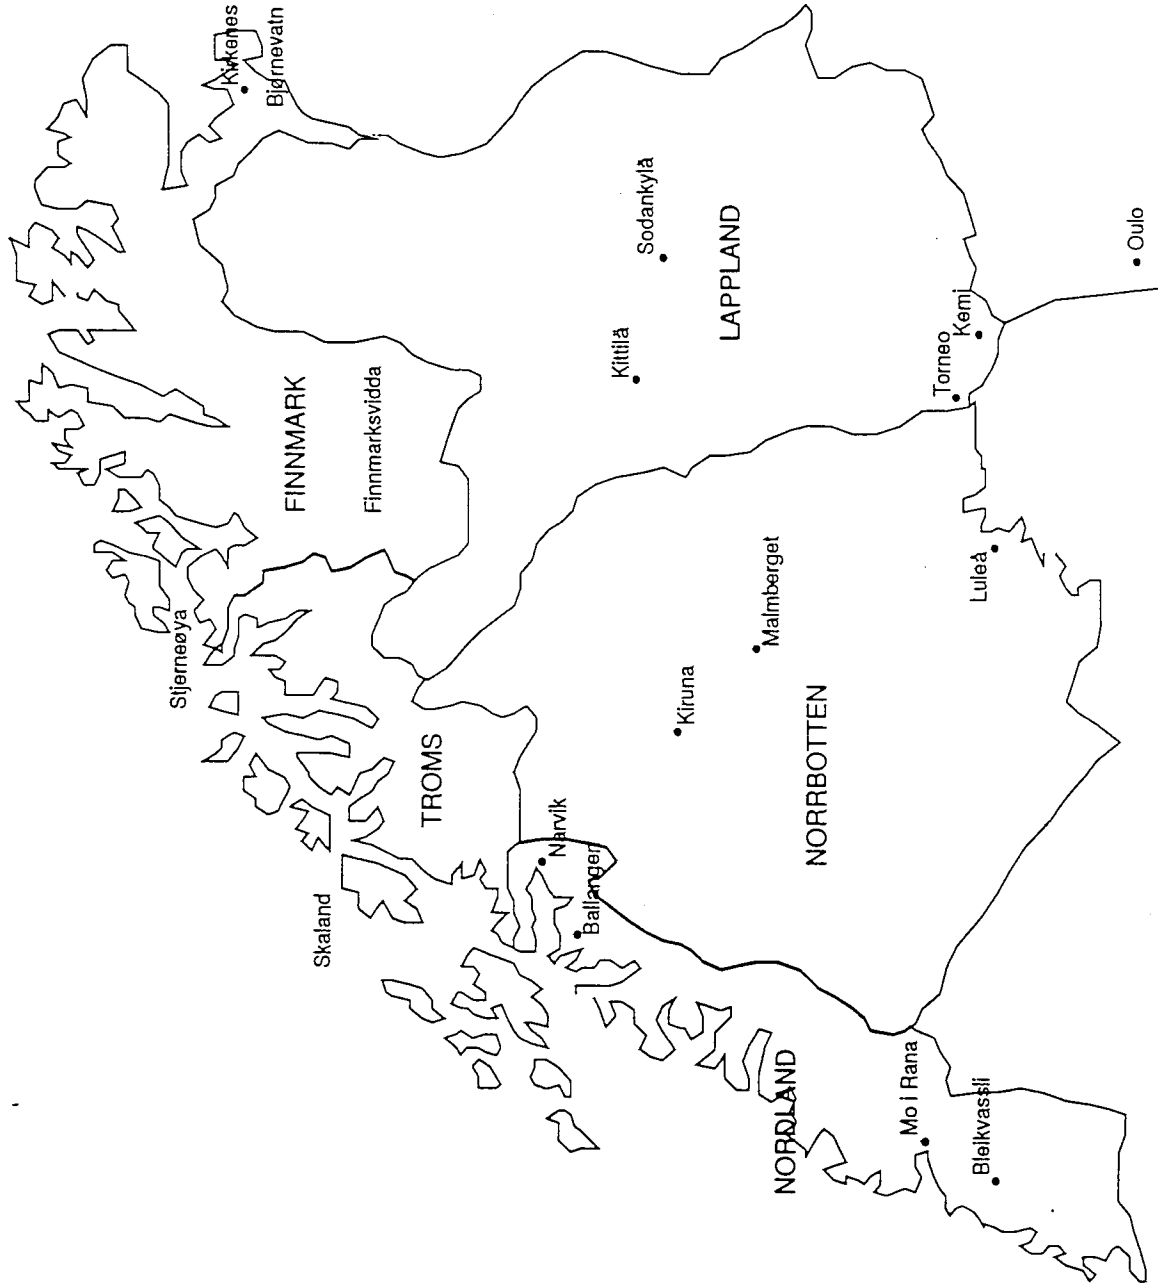 Kirkenes
Bjørnevatn
FINNMARK
Finnmarksvidda
Stjernøya
TROMS
Skaland
Narvik
Ballangen
NORDLAND
Mo i Rana
Bleikvassli
Kiruna
Malmberget
NORRBOTTEN
Luleå
Sodankylä
Kittilä
LAPPLAND
Torneo
Kemi
Oulo